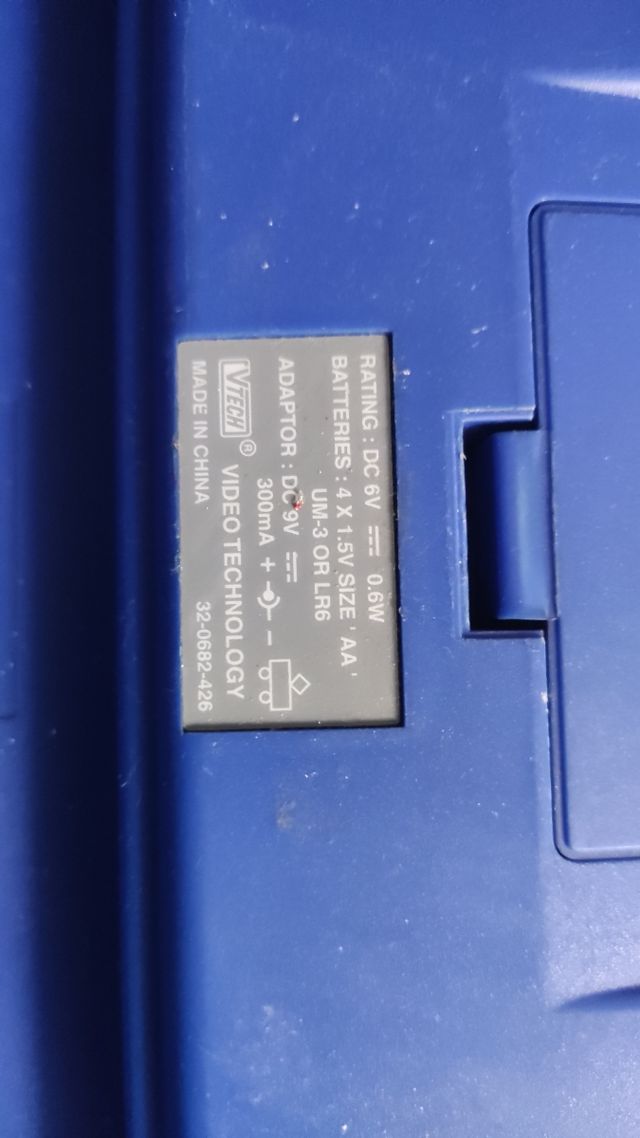 RATING : DC 6V ⎓ 0.6W
BATTERIES : 4 X 1.5V SIZE ' AA '
UM-3 OR LR6
ADAPTOR : DC 9V ⎓
300mA + −
VTECH ® VIDEO TECHNOLOGY
MADE IN CHINA 32-0682-426